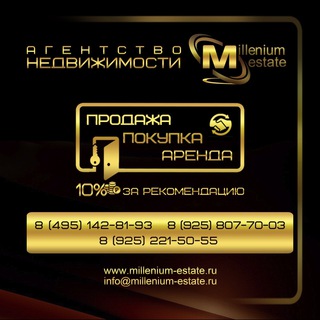 АГЕНТСТВО
НЕДВИЖИМОСТИ
Millenium
estate
ПРОДАЖА
ПОКУПКА
АРЕНДА
10% ЗА РЕКОМЕНДАЦИЮ
8 (495) 142-81-93 8 (925) 807-70-03
8 (925) 221-50-55
www.millenium-estate.ru
info@millenium-estate.ru